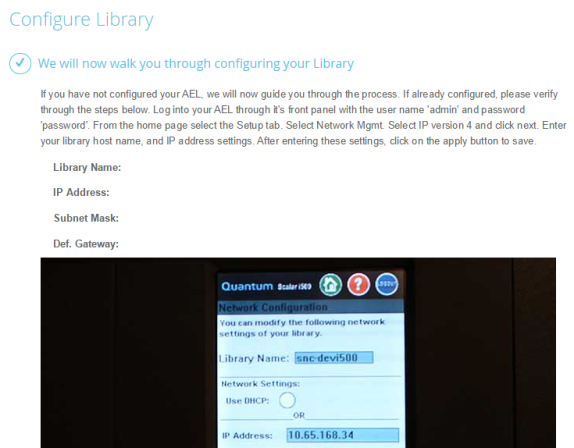 Configure Library
We will now walk you through configuring your Library
If you have not configured your AEL, we will now guide you through the process. If already configured, please verify
through the steps below. Log into your AEL through it's front panel with the user name 'admin' and password
'password'. From the home page select the Setup tab. Select Network Mgmt. Select IP version 4 and click next. Enter
your library host name, and IP address settings. After entering these settings, click on the apply button to save.
Library Name:
IP Address:
Subnet Mask:
Def. Gateway:
Quantum Scalar i500 ?
Network Configuration
You can modify the following network
settings of your library.
Library Name: snc-devi500
Network Settings:
Use DHCP:
OR
IP Address: 10.65.168.34